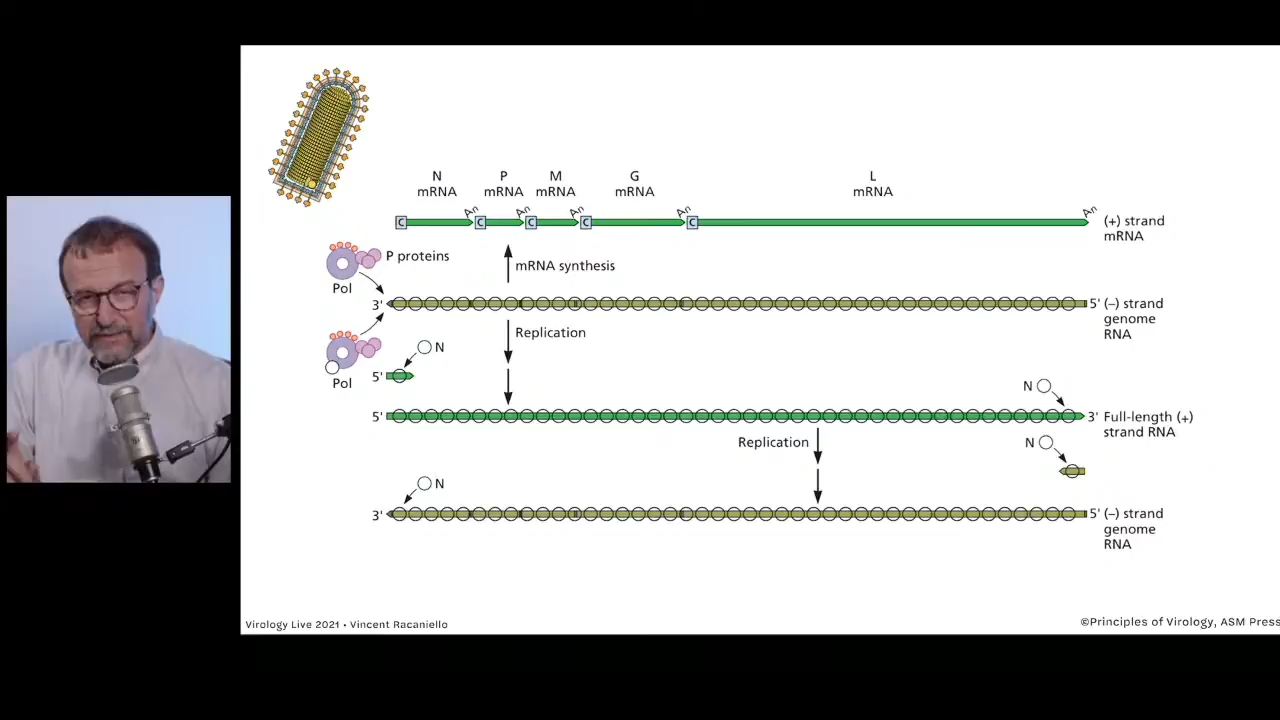 N P M G L
mRNA mRNA mRNA mRNA mRNA
C An C An C An C An C An
(+) strand
mRNA
P proteins
Pol
mRNA synthesis
3' 5' (–) strand
genome
RNA
Replication
N
Pol
5'
N
5' 3' Full-length (+)
strand RNA
Replication
N
N
3' 5' (–) strand
genome
RNA
Virology Live 2021 • Vincent Racaniello
©Principles of Virology, ASM Press